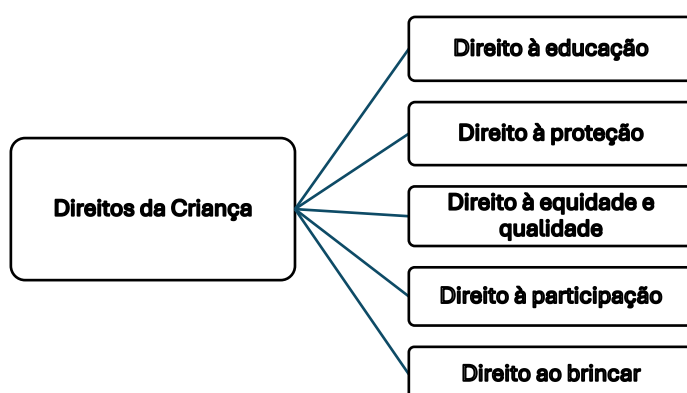 Direitos da Criança
Direito à educação
Direito à proteção
Direito à equidade e
qualidade
Direito à participação
Direito ao brincar